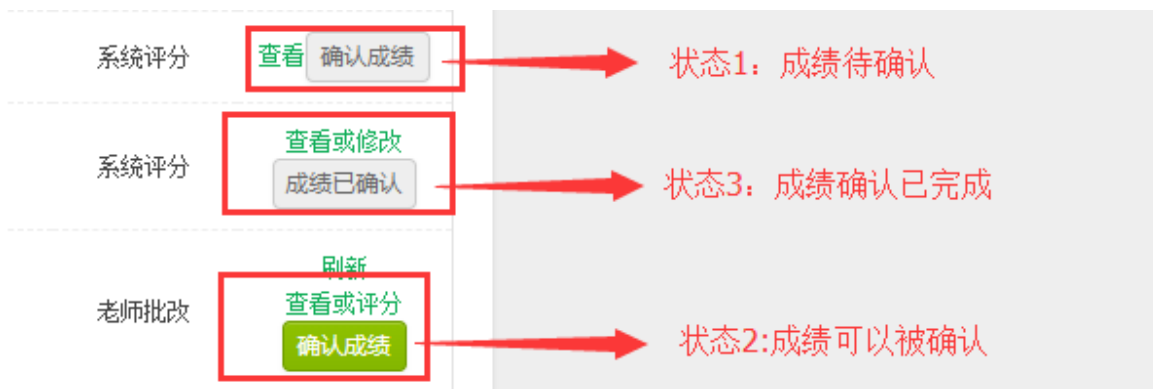 系统评分 查看 确认成绩 状态1：成绩待确认
查看或修改
系统评分 成绩已确认 状态3：成绩确认已完成
刷新
老师批改 查看或评分 状态2:成绩可以被确认
确认成绩